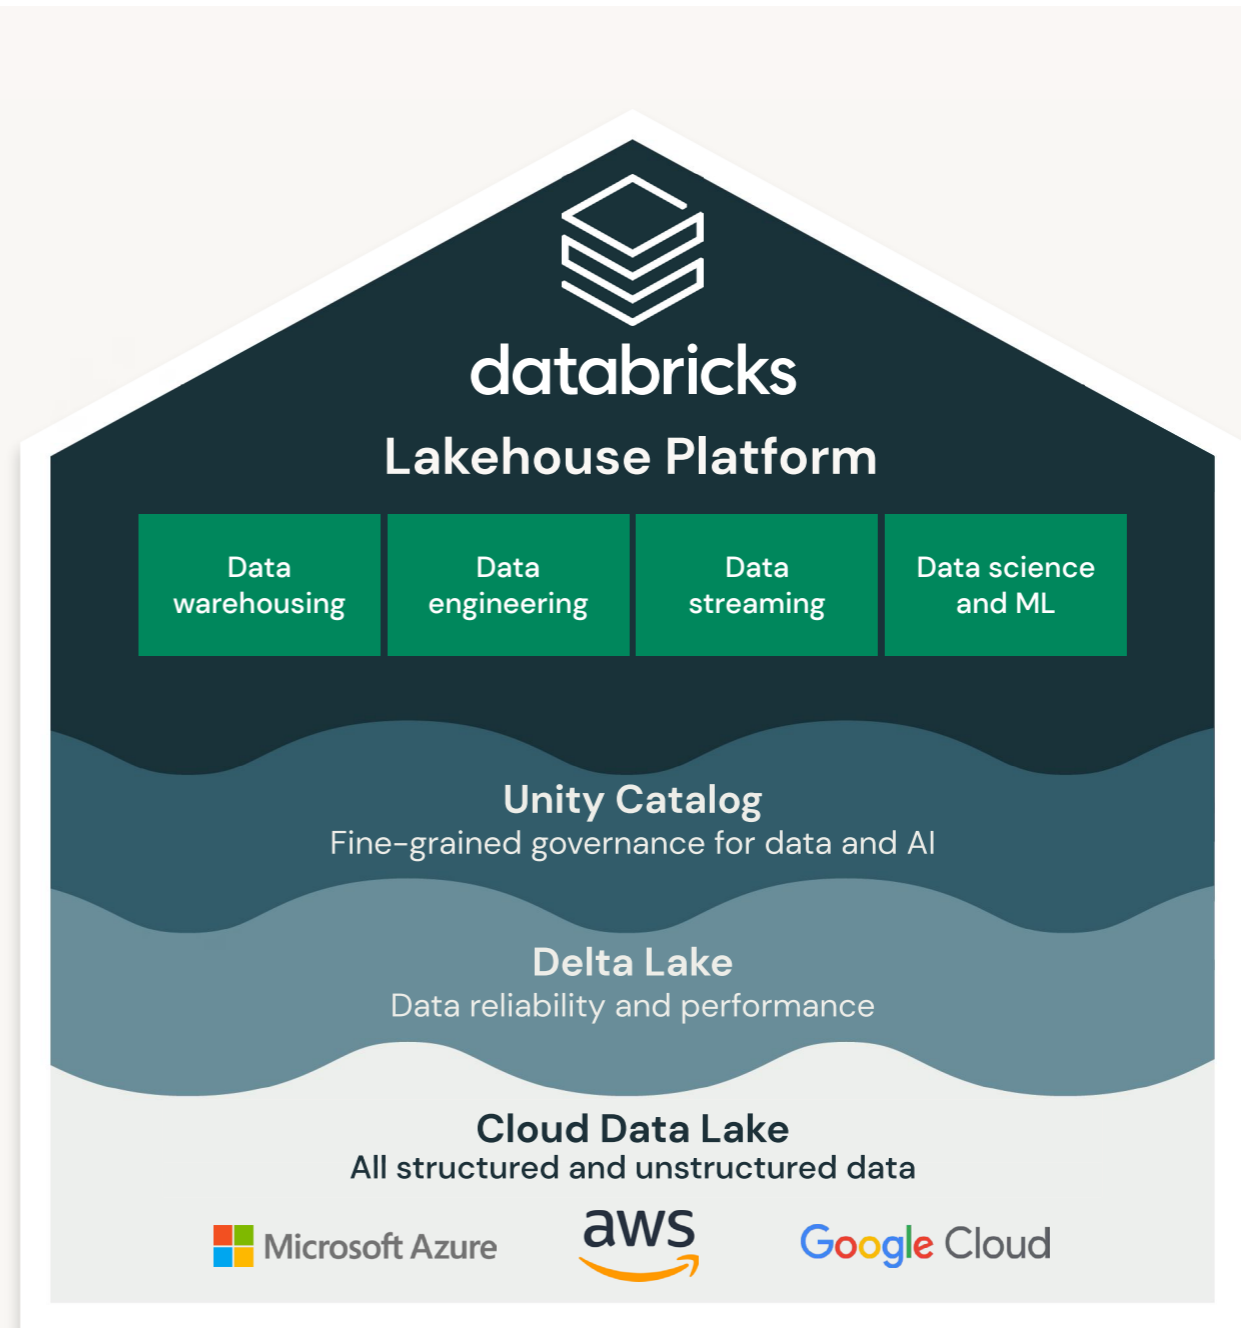 databricks
Lakehouse Platform
Data
warehousing
Data
engineering
Data
streaming
Data science
and ML
Unity Catalog
Fine-grained governance for data and AI
Delta Lake
Data reliability and performance
Cloud Data Lake
All structured and unstructured data
Microsoft Azure
aws
Google Cloud